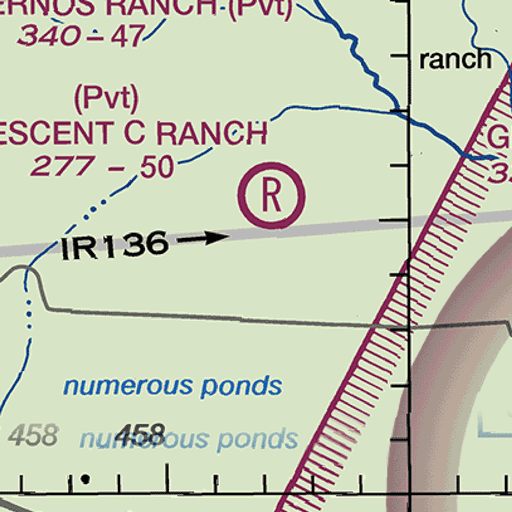 ERNOS RANCH (Pvt)
340 - 47
ranch
(Pvt)
ESCENT C RANCH
277 - 50
G
R
IR136
numerous ponds
458
458
numerous ponds